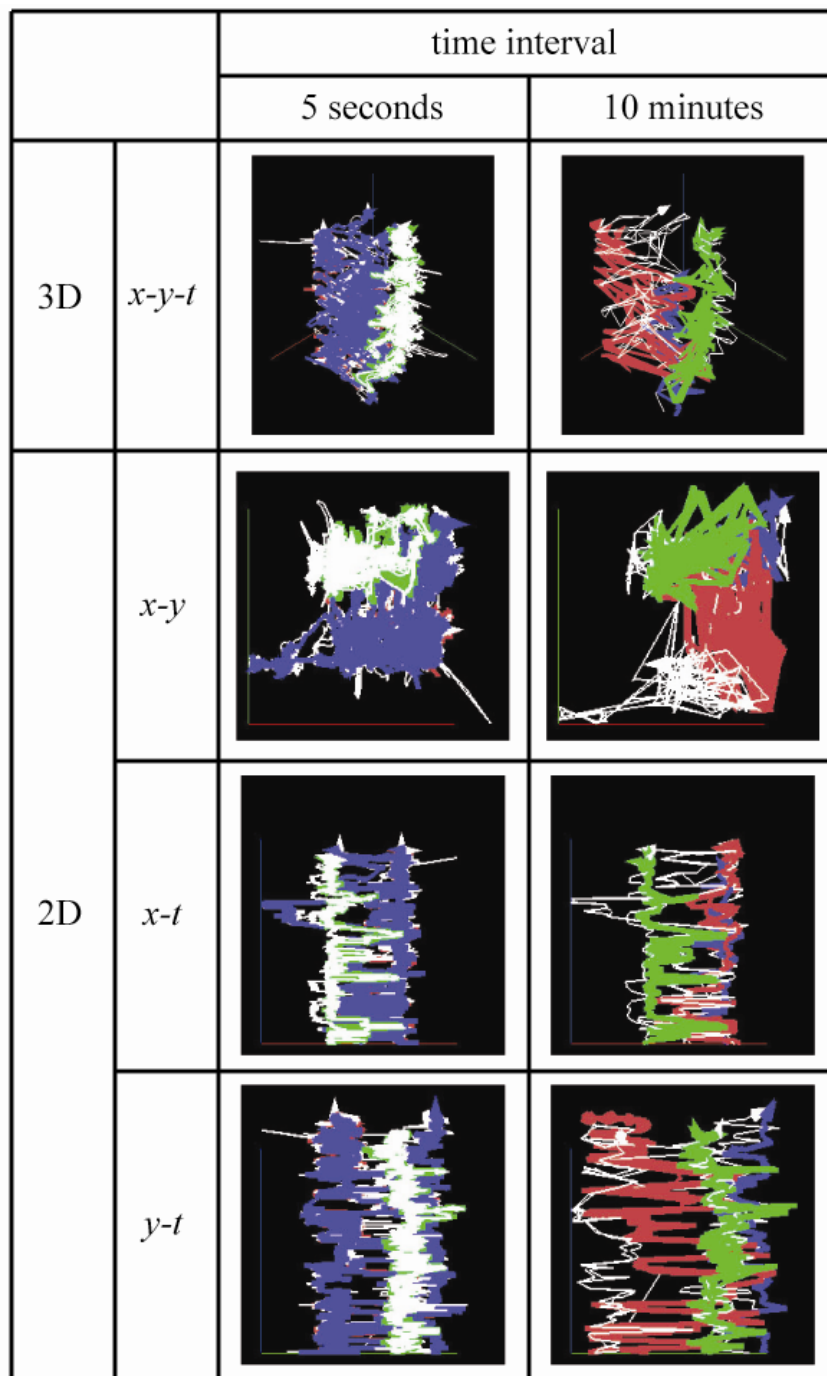 time interval
5 seconds
10 minutes
3D
x-y-t
2D
x-y
x-t
y-t